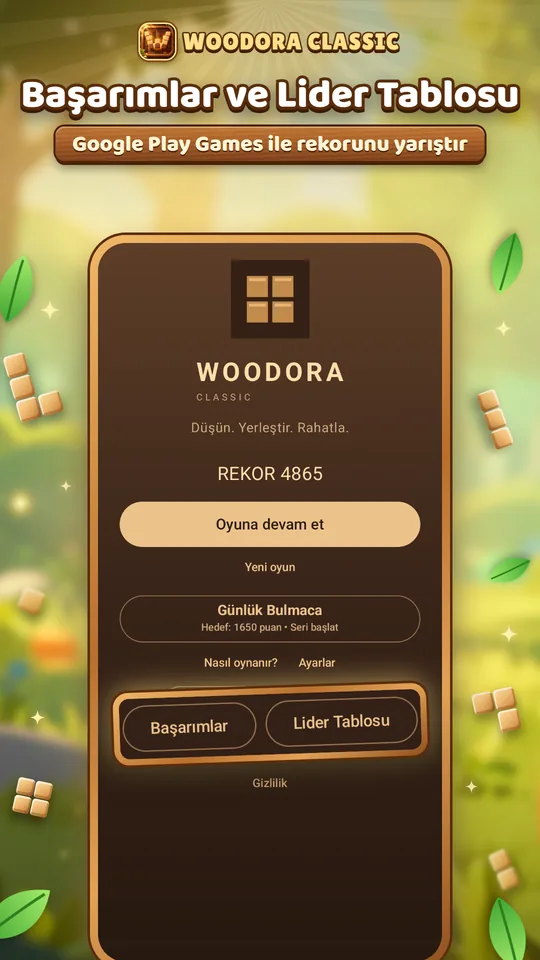 WOODORA CLASSIC
Başarımlar ve Lider Tablosu
Google Play Games ile rekorunu yarıştır
WOODORA
CLASSIC
Düşün. Yerleştir. Rahatla.
REKOR 4865
Oyuna devam et
Yeni oyun
Günlük Bulmaca
Hedef: 1650 puan • Seri başlat
Nasıl oynanır? Ayarlar
Başarımlar Lider Tablosu
Gizlilik